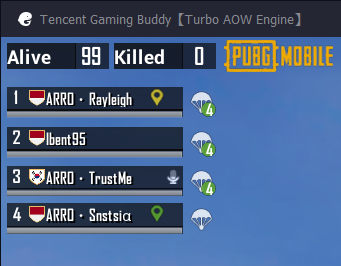 Tencent Gaming Buddy【Turbo AOW Engine】
Alive 99 Killed 0 PUBG MOBILE
1 ARRO・Rayleigh 4
2 lbent95 4
3 ARRO・TrustMe 4
4 ARRO・Snstsiα